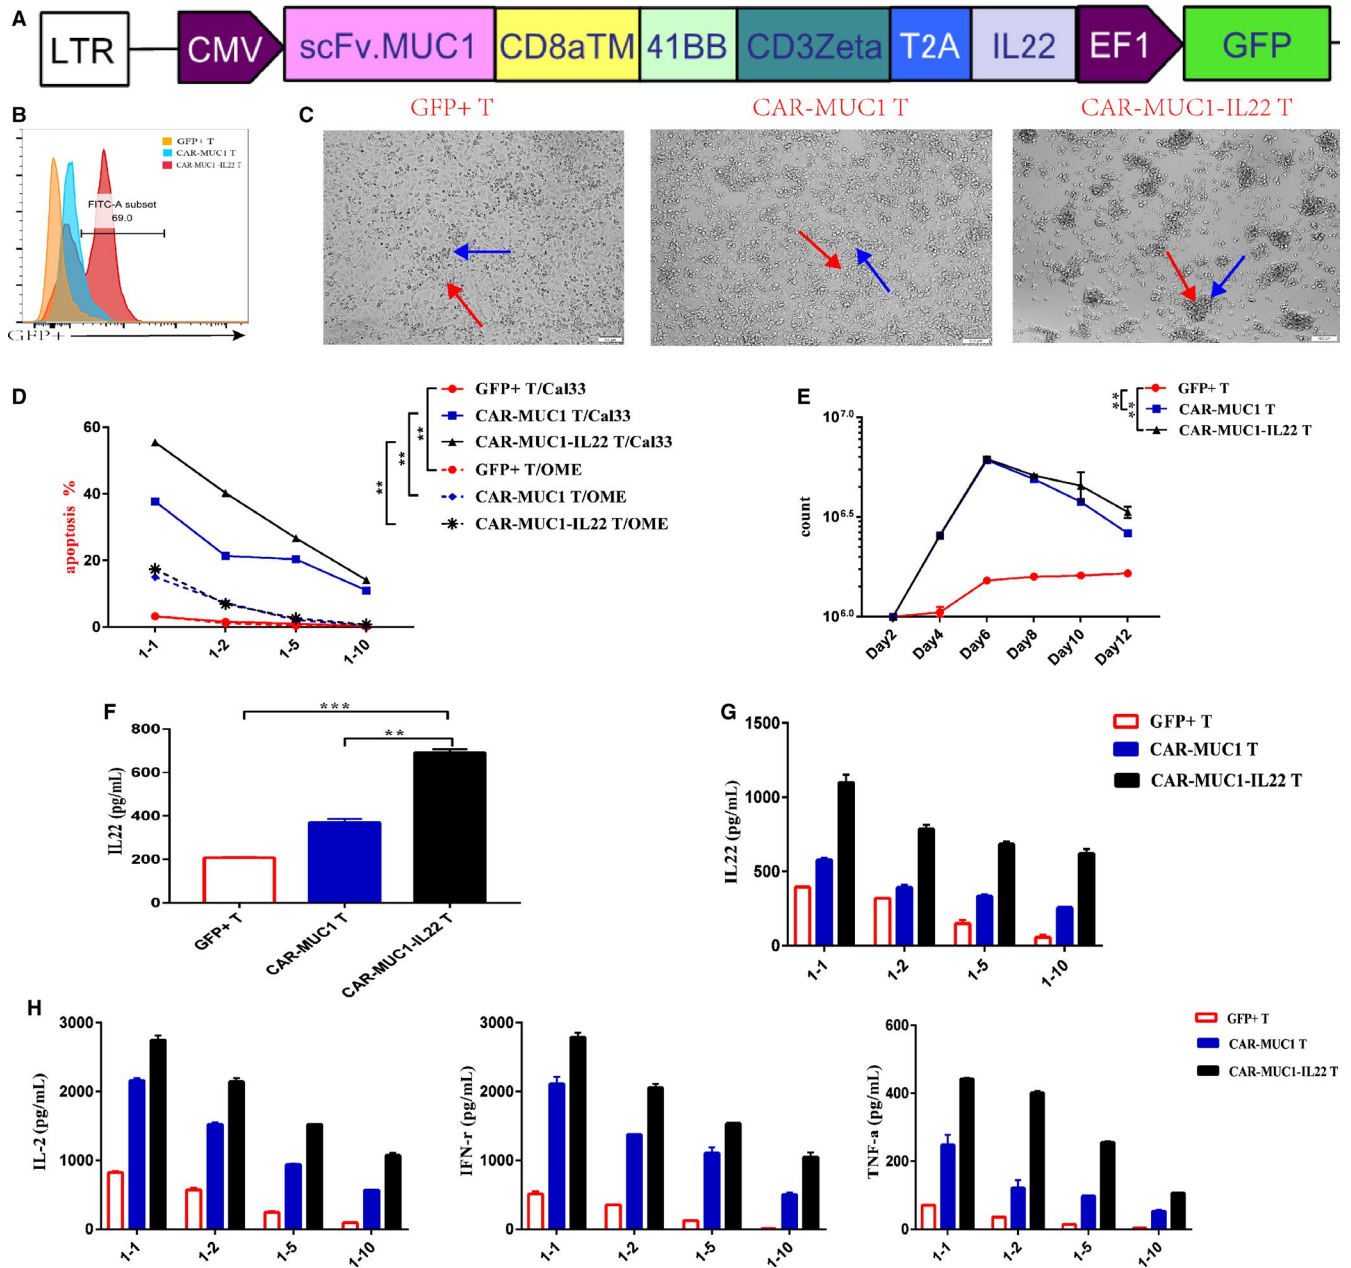 A
LTR CMV scFv.MUC1 CD8aTM 41BB CD3Zeta T2A IL22 EF1 GFP
B
GFP+ T
CAR-MUC1 T
CAR-MUC1-IL22 T
FITC-A subset
69.0
GFP+
C
GFP+ T CAR-MUC1 T CAR-MUC1-IL22 T
D
GFP+ T/Cal33
CAR-MUC1 T/Cal33
CAR-MUC1-IL22 T/Cal33
GFP+ T/OME
CAR-MUC1 T/OME
CAR-MUC1-IL22 T/OME
**
**
**
apoptosis %
60
40
20
0
1-1 1-2 1-5 1-10
E
GFP+ T
CAR-MUC1 T
CAR-MUC1-IL22 T
**
**
count
10^7.0
10^6.5
10^6.0
Day2 Day4 Day6 Day8 Day10 Day12
F
***
**
IL22 (pg/mL)
800
600
400
200
0
GFP+ T CAR-MUC1 T CAR-MUC1-IL22 T
G
GFP+ T
CAR-MUC1 T
CAR-MUC1-IL22 T
IL22 (pg/mL)
1500
1000
500
0
1-1 1-2 1-5 1-10
H
IL-2 (pg/mL)
3000
2000
1000
0
1-1 1-2 1-5 1-10
IFN-r (pg/mL)
3000
2000
1000
0
1-1 1-2 1-5 1-10
TNF-a (pg/mL)
600
400
200
0
1-1 1-2 1-5 1-10
GFP+ T
CAR-MUC1 T
CAR-MUC1-IL22 T